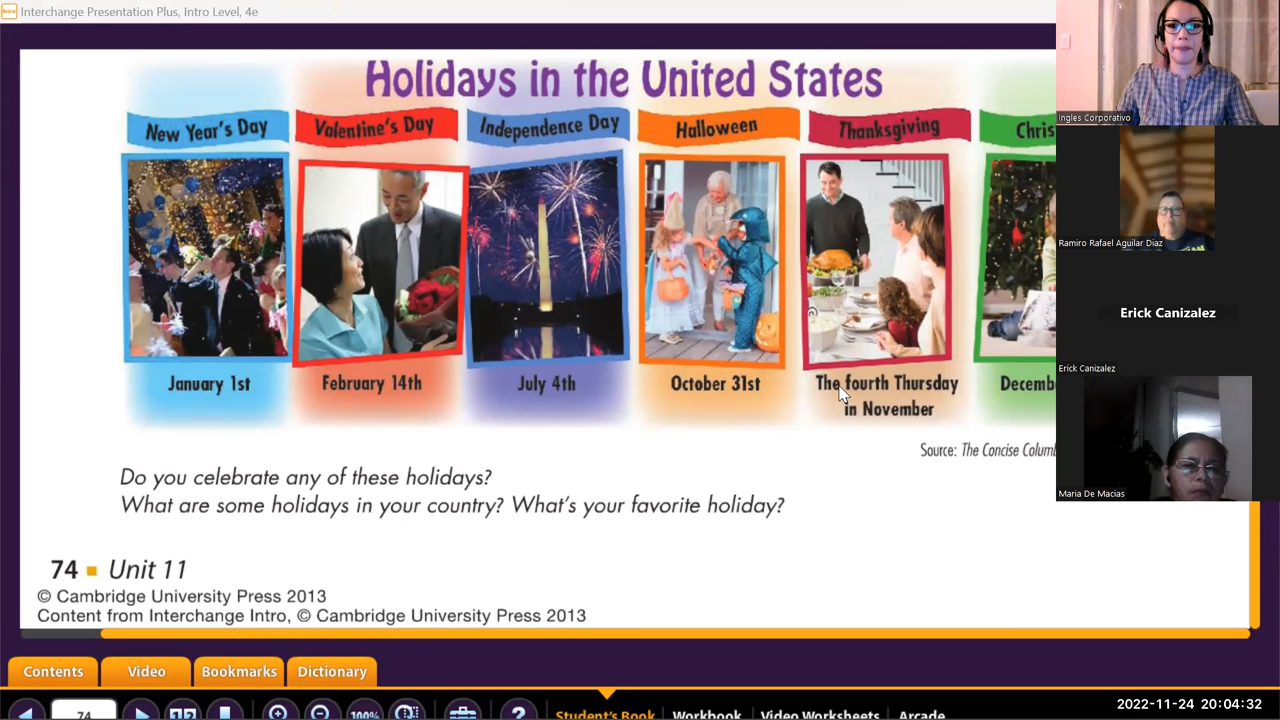 Interchange Presentation Plus, Intro Level, 4e
Holidays in the United States
New Year's Day
Valentine's Day
Independence Day
Halloween
Thanksgiving
Chris
January 1st
February 14th
July 4th
October 31st
The fourth Thursday
in November
Decemb
Source: The Concise Columb
Do you celebrate any of these holidays?
What are some holidays in your country? What's your favorite holiday?
74 Unit 11
© Cambridge University Press 2013
Content from Interchange Intro, © Cambridge University Press 2013
Contents
Video
Bookmarks
Dictionary
74
100%
?
Student's Book
Workbook
Video Worksheets
Arcade
Ingles Corporativo
Ramiro Rafael Aguilar Diaz
Erick Canizalez
Erick Canizalez
Maria De Macias
2022-11-24 20:04:32